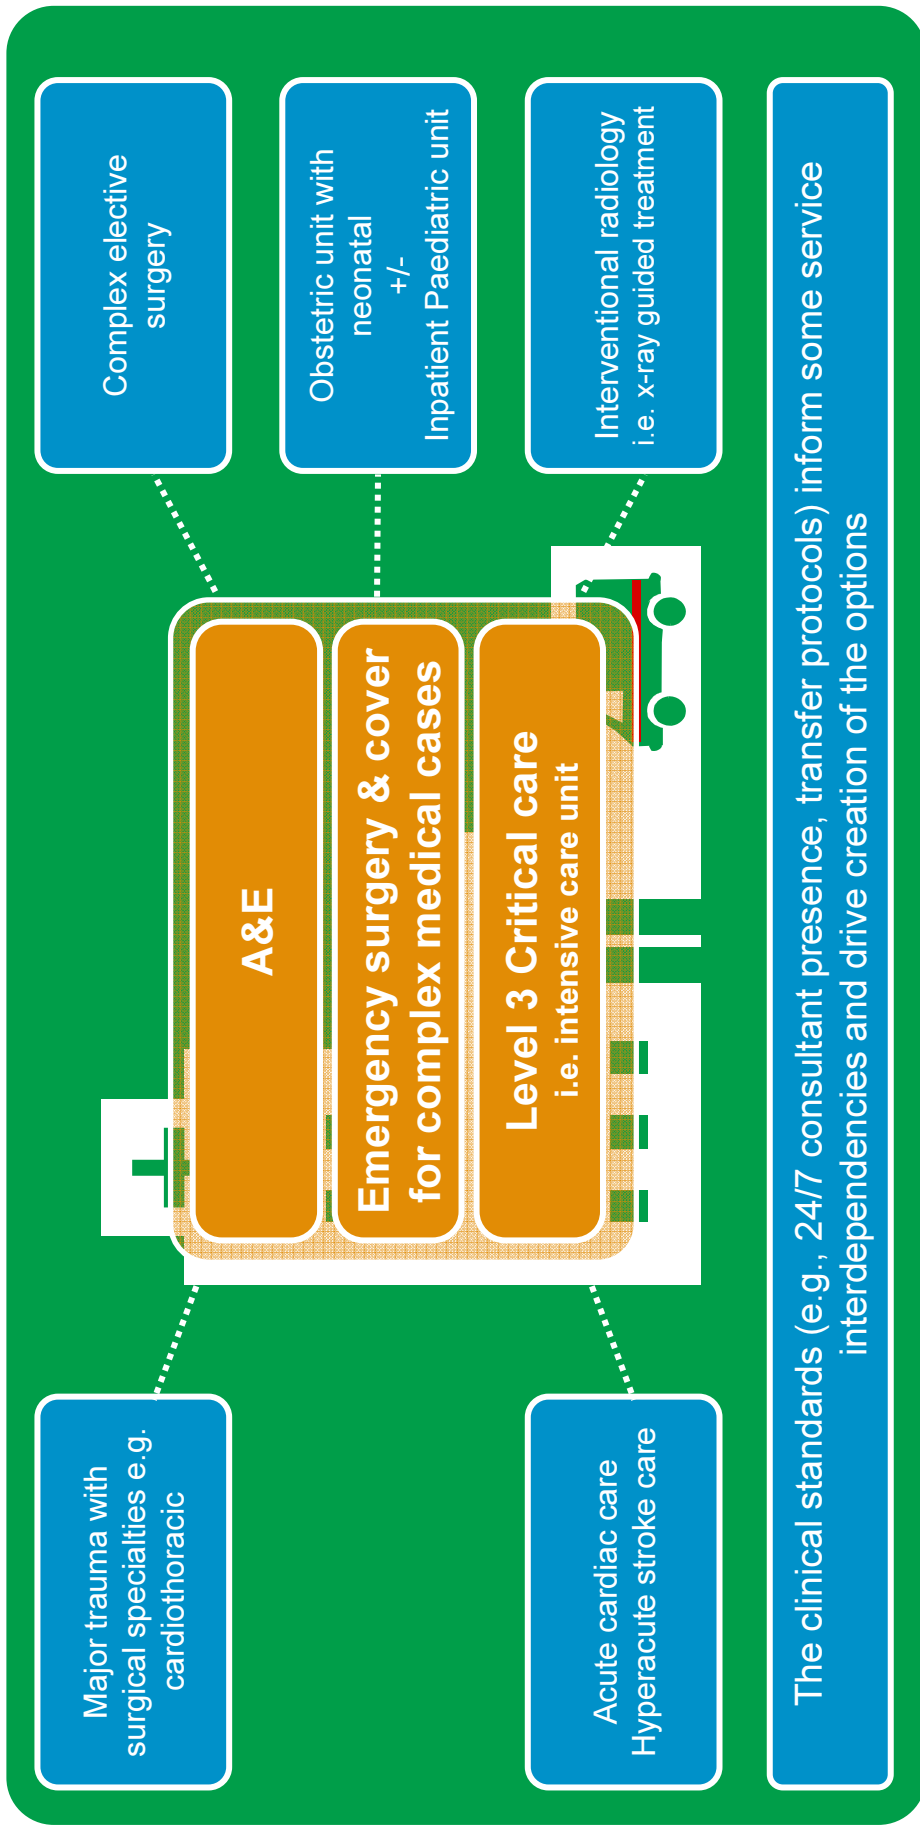 Major trauma with
surgical specialties e.g.
cardiothoracic
Complex elective
surgery
A&E
Emergency surgery & cover
for complex medical cases
Level 3 Critical care
i.e. intensive care unit
Obstetric unit with
neonatal
+/-
Inpatient Paediatric unit
Acute cardiac care
Hyperacute stroke care
Interventional radiology
i.e. x-ray guided treatment
The clinical standards (e.g., 24/7 consultant presence, transfer protocols) inform some service
interdependencies and drive creation of the options